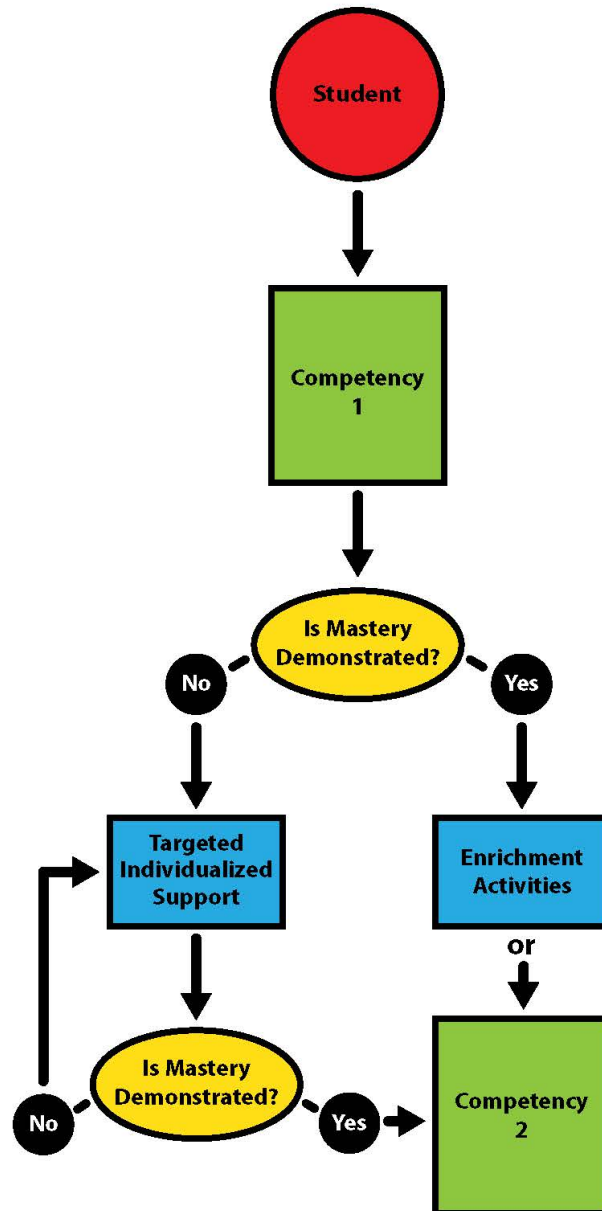 Student
Competency
1
Is Mastery
Demonstrated?
No
Yes
Targeted
Individualized
Support
Enrichment
Activities
or
Is Mastery
Demonstrated?
No
Yes
Competency
2